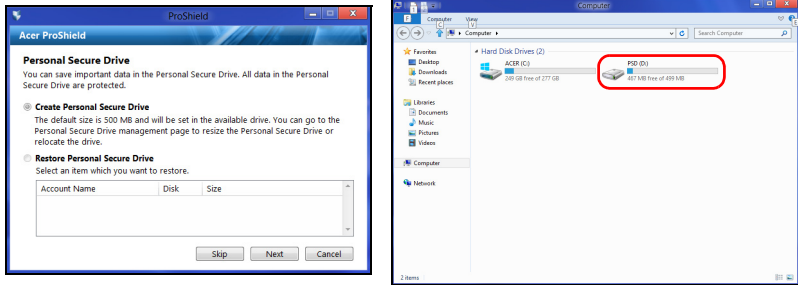 ProShield
Acer ProShield
Personal Secure Drive
You can save important data in the Personal Secure Drive. All data in the Personal
Secure Drive are protected.
Create Personal Secure Drive
The default size is 500 MB and will be set in the available drive. You can go to the
Personal Secure Drive management page to resize the Personal Secure Drive or
relocate the drive.
Restore Personal Secure Drive
Select an item which you want to restore.
Account Name Disk Size
Skip Next Cancel
Computer
F Computer View
C V E
Computer
Search Computer
Favorites
Desktop
Downloads
Recent places
Libraries
Documents
Music
Pictures
Videos
Computer
Network
Hard Disk Drives (2)
ACER (C:)
249 GB free of 277 GB
PSD (D:)
467 MB free of 499 MB
2 items